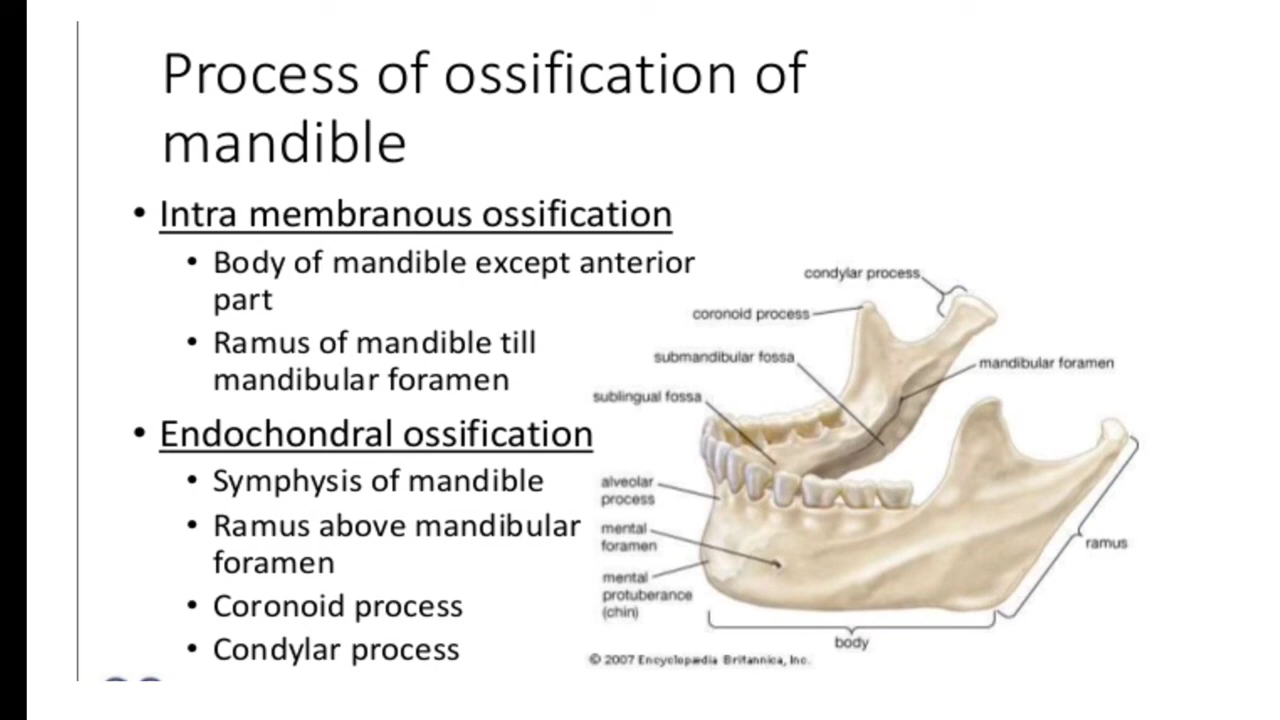 Process of ossification of
mandible
• Intra membranous ossification
• Body of mandible except anterior
part
• Ramus of mandible till
mandibular foramen
• Endochondral ossification
• Symphysis of mandible
• Ramus above mandibular
foramen
• Coronoid process
• Condylar process
condylar process
coronoid process
submandibular fossa
mandibular foramen
sublingual fossa
alveolar
process
mental
foramen
mental
protuberance
(chin)
ramus
body
© 2007 Encyclopædia Britannica, Inc.